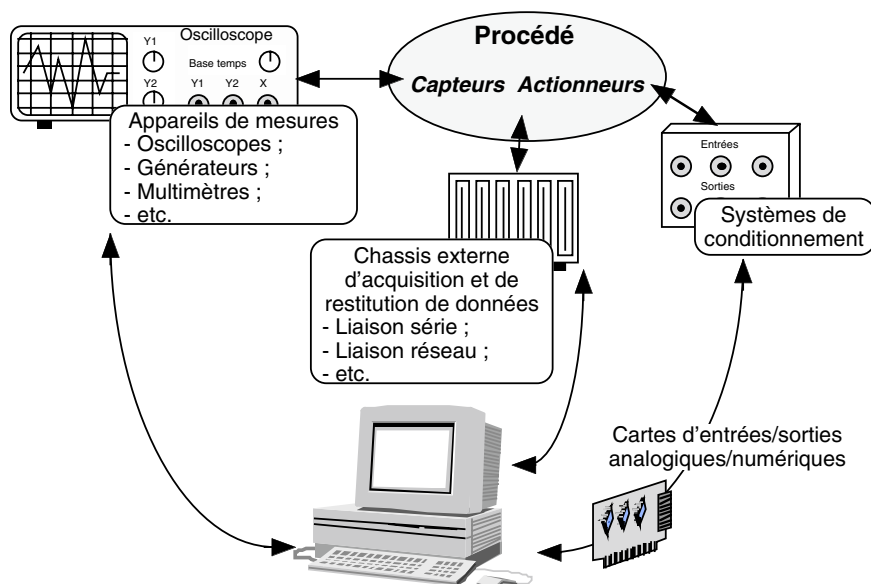 Oscilloscope
Y1
Base temps
Y2
Y1 Y2 X
Procédé
Capteurs Actionneurs
Appareils de mesures
- Oscilloscopes ;
- Générateurs ;
- Multimètres ;
- etc.
Entrées
Sorties
Systèmes de
conditionnement
Chassis externe
d'acquisition et de
restitution de données
- Liaison série ;
- Liaison réseau ;
- etc.
Cartes d'entrées/sorties
analogiques/numériques